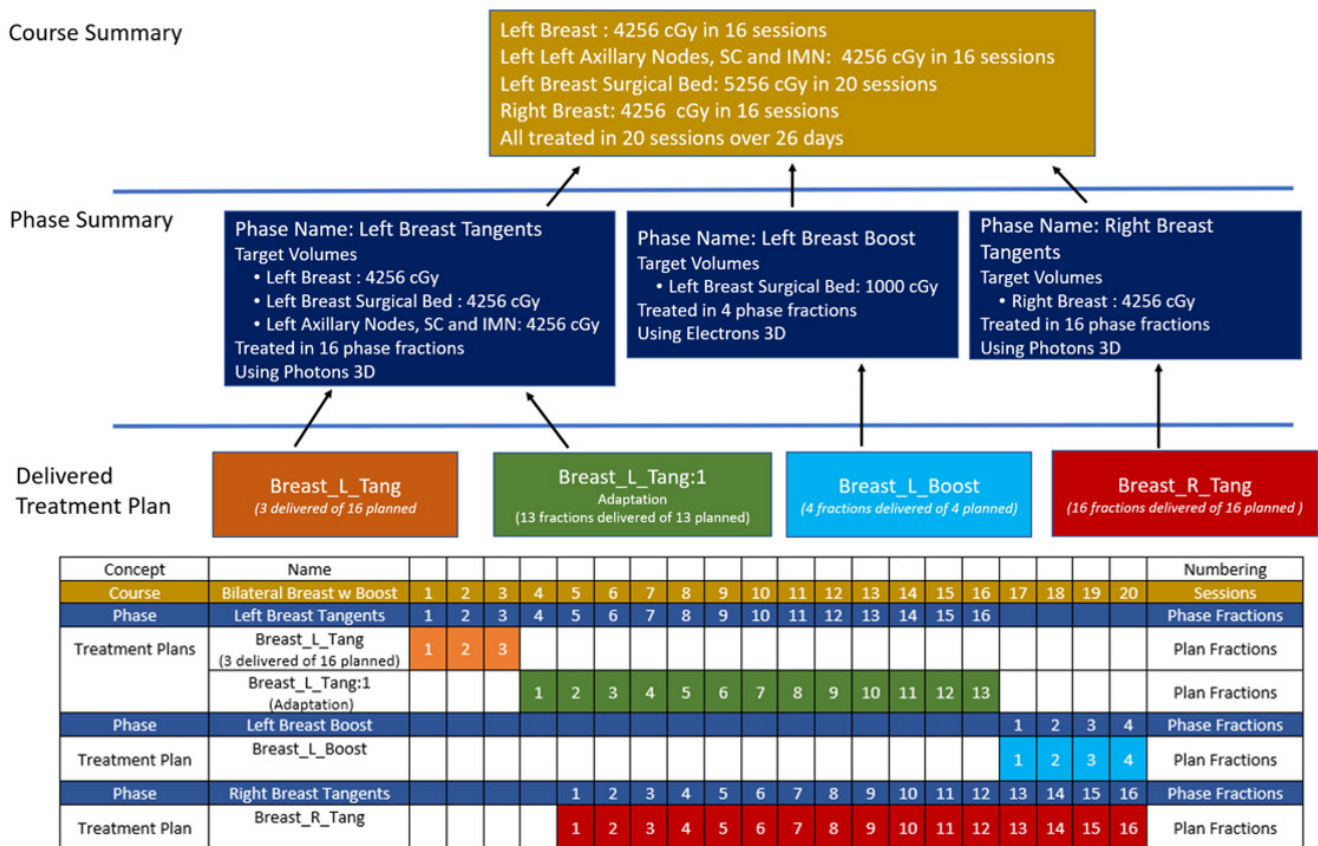 Course Summary
Left Breast : 4256 cGy in 16 sessions
Left Left Axillary Nodes, SC and IMN: 4256 cGy in 16 sessions
Left Breast Surgical Bed: 5256 cGy in 20 sessions
Right Breast: 4256 cGy in 16 sessions
All treated in 20 sessions over 26 days
Phase Summary
Phase Name: Left Breast Tangents
Target Volumes
• Left Breast : 4256 cGy
• Left Breast Surgical Bed : 4256 cGy
• Left Axillary Nodes, SC and IMN: 4256 cGy
Treated in 16 phase fractions
Using Photons 3D
Phase Name: Left Breast Boost
Target Volumes
• Left Breast Surgical Bed: 1000 cGy
Treated in 4 phase fractions
Using Electrons 3D
Phase Name: Right Breast
Tangents
Target Volumes
• Right Breast : 4256 cGy
Treated in 16 phase fractions
Using Photons 3D
Delivered
Treatment Plan
Breast_L_Tang
(3 delivered of 16 planned
Breast_L_Tang:1
Adaptation
(13 fractions delivered of 13 planned)
Breast_L_Boost
(4 fractions delivered of 4 planned)
Breast_R_Tang
(16 fractions delivered of 16 planned )
Concept Name Numbering
Course Bilateral Breast w Boost 1 2 3 4 5 6 7 8 9 10 11 12 13 14 15 16 17 18 19 20 Sessions
Phase Left Breast Tangents 1 2 3 4 5 6 7 8 9 10 11 12 13 14 15 16 Phase Fractions
Treatment Plans Breast_L_Tang 1 2 3 Plan Fractions
(3 delivered of 16 planned)
Breast_L_Tang:1 1 2 3 4 5 6 7 8 9 10 11 12 13 Plan Fractions
(Adaptation)
Phase Left Breast Boost 1 2 3 4 Phase Fractions
Treatment Plan Breast_L_Boost 1 2 3 4 Plan Fractions
Phase Right Breast Tangents 1 2 3 4 5 6 7 8 9 10 11 12 13 14 15 16 Phase Fractions
Treatment Plan Breast_R_Tang 1 2 3 4 5 6 7 8 9 10 11 12 13 14 15 16 Plan Fractions